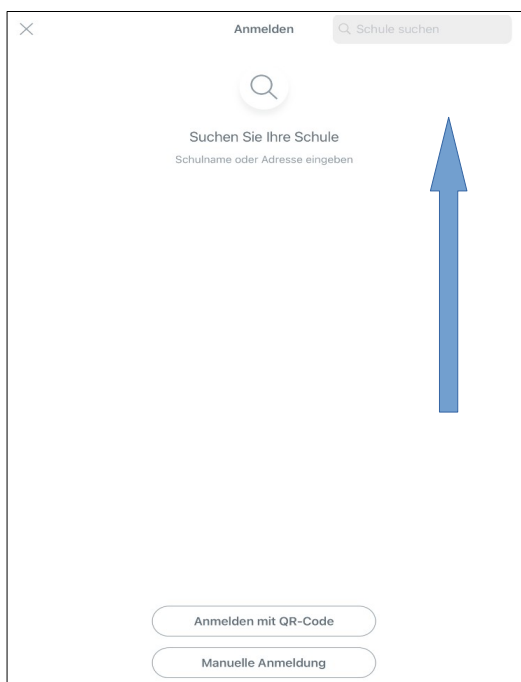 Anmelden
Schule suchen
Suchen Sie Ihre Schule
Schulname oder Adresse eingeben
Anmelden mit QR-Code
Manuelle Anmeldung